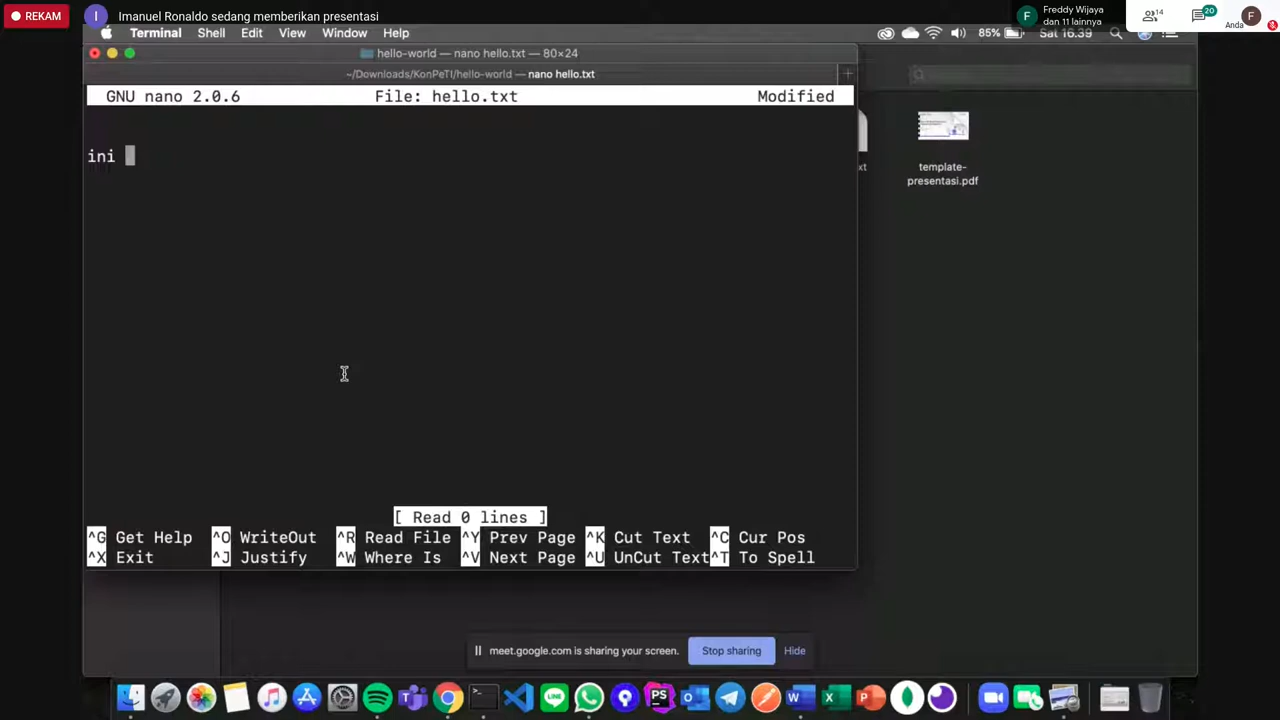 REKAM
I Imanuel Ronaldo sedang memberikan presentasi
F Freddy Wijaya
dan 11 lainnya
14
20
F
Anda
Terminal Shell Edit View Window Help
85% Sat 16.39
hello-world — nano hello.txt — 80×24
~/Downloads/KonPeTI/hello-world — nano hello.txt
+
GNU nano 2.0.6 File: hello.txt Modified
ini
xt
template-
presentasi.pdf
[ Read 0 lines ]
^G Get Help ^O WriteOut ^R Read File ^Y Prev Page ^K Cut Text ^C Cur Pos
^X Exit ^J Justify ^W Where Is ^V Next Page ^U UnCut Text ^T To Spell
meet.google.com is sharing your screen. Stop sharing Hide